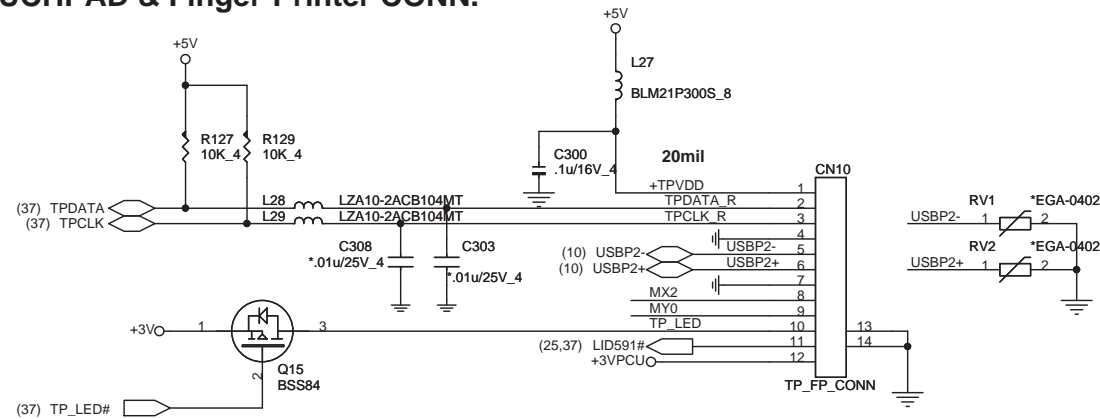 UCHPAD & Finger Printer CONN.
+5V
+5V
L27
BLM21P300S_8
R127
10K_4
R129
10K_4
C300
.1u/16V_4
20mil
CN10
+TPVDD
1
(37) TPDATA
L28
LZA10-2ACB104MT
TPDATA_R
2
(37) TPCLK
L29
LZA10-2ACB104MT
TPCLK_R
3
4
C308
*.01u/25V_4
C303
*.01u/25V_4
(10) USBP2-
USBP2-
5
(10) USBP2+
USBP2+
6
7
MX2
8
MY0
9
TP_LED
10
(25,37) LID591#
11
+3VPCU
12
13
14
TP_FP_CONN
RV1
*EGA-0402
USBP2-
1
2
RV2
*EGA-0402
USBP2+
1
2
+3V
1
3
2
Q15
BSS84
(37) TP_LED#